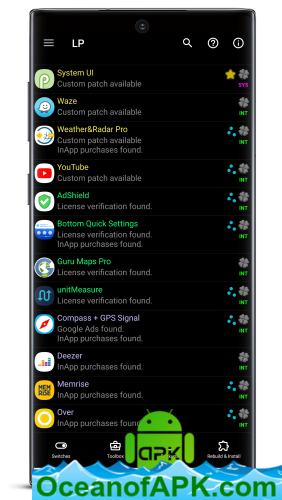 LP
System UI
Custom patch available
SYS
Waze
Custom patch available
INT
Weather&Radar Pro
Custom patch available
InApp purchases found.
INT
YouTube
Custom patch available
INT
AdShield
License verification found.
INT
Bottom Quick Settings
License verification found.
InApp purchases found.
INT
Guru Maps Pro
License verification found.
INT
unitMeasure
License verification found.
INT
Compass + GPS Signal
Google Ads found.
InApp purchases found.
INT
Deezer
InApp purchases found.
INT
MEM
RISE
Memrise
InApp purchases found.
INT
Over
InApp purchases found.
INT
Switches
Toolbox
Rebuild & Install
APK
OceanofAPK.com